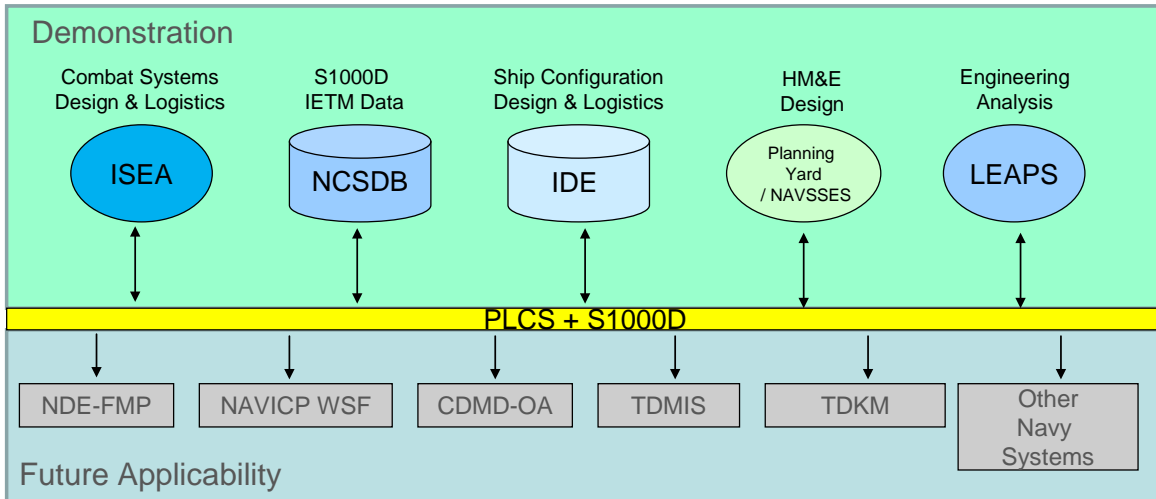 Demonstration
Combat Systems
Design & Logistics
S1000D
IETM Data
Ship Configuration
Design & Logistics
HM&E
Design
Engineering
Analysis
ISEA
NCSDB
IDE
Planning
Yard
/ NAVSSES
LEAPS
PLCS + S1000D
NDE-FMP
NAVICP WSF
CDMD-OA
TDMIS
TDKM
Other
Navy
Systems
Future Applicability